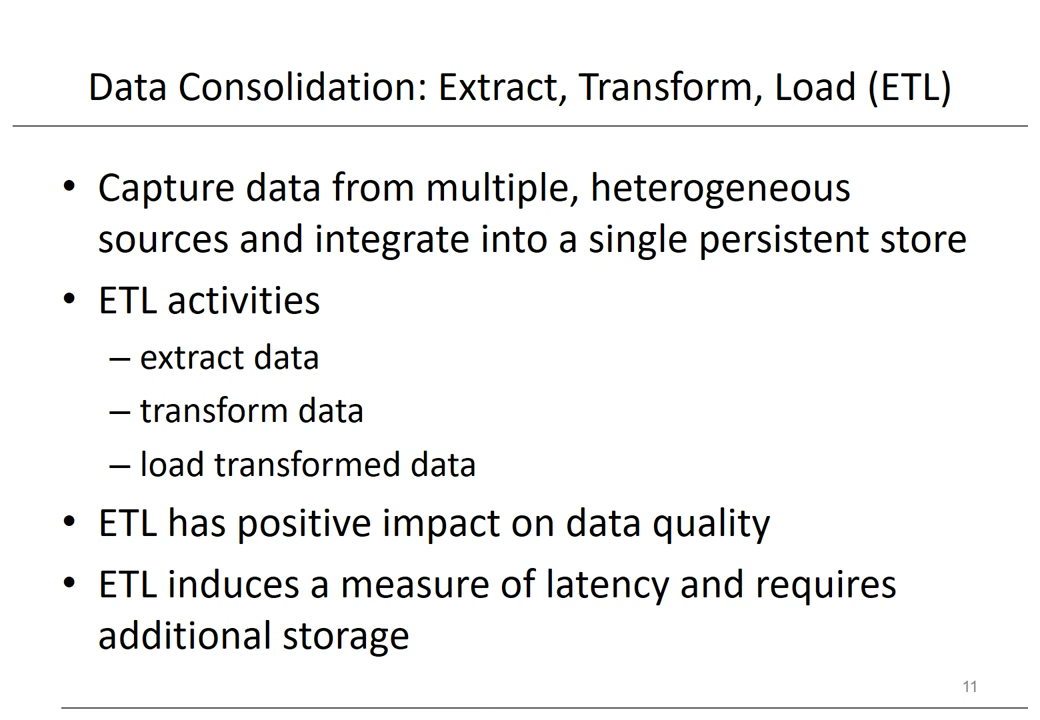 Data Consolidation: Extract, Transform, Load (ETL)
• Capture data from multiple, heterogeneous
sources and integrate into a single persistent store
• ETL activities
– extract data
– transform data
– load transformed data
• ETL has positive impact on data quality
• ETL induces a measure of latency and requires
additional storage
11